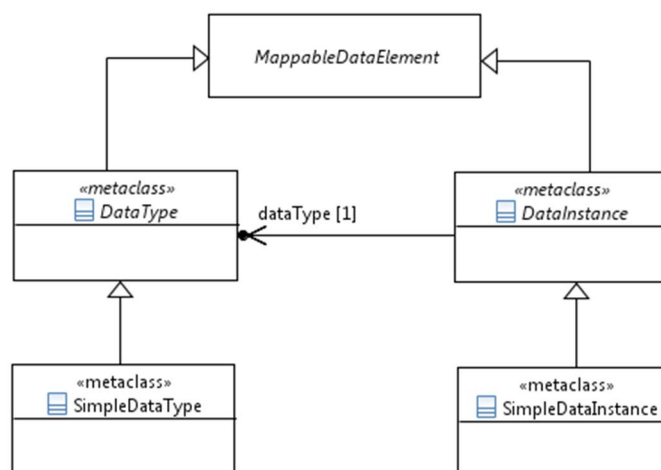 MappableDataElement
«metaclass»
DataType
«metaclass»
DataInstance
dataType [1]
«metaclass»
SimpleDataType
«metaclass»
SimpleDataInstance